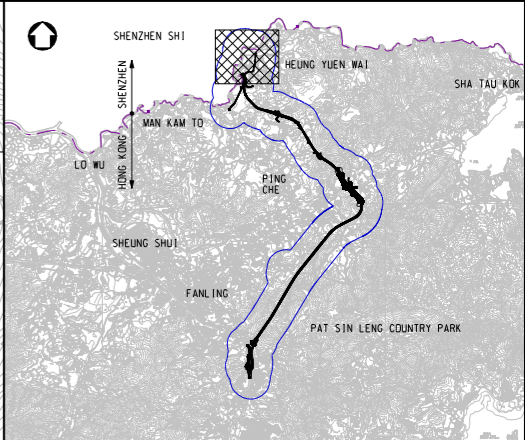 SHENZHEN SHI
HEUNG YUEN WAI
SHENZHEN
SHA TAU KOK
MAN KAM TO
HONG KONG
LO WU
PING
CHE
SHEUNG SHUI
FANLING
PAT SIN LENG COUNTRY PARK